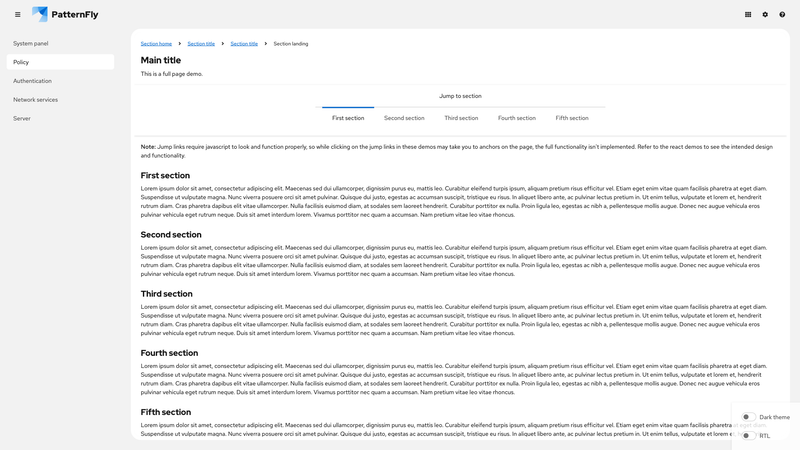 PatternFly
System panel
Policy
Authentication
Network services
Server
Section home > Section title > Section title > Section landing
Main title
This is a full page demo.
Jump to section
First section Second section Third section Fourth section Fifth section
Note: Jump links require javascript to look and function properly, so while clicking on the jump links in these demos may take you to anchors on the page, the full functionality isn't implemented. Refer to the react demos to see the intended design
and functionality.
First section
Lorem ipsum dolor sit amet, consectetur adipiscing elit. Maecenas sed dui ullamcorper, dignissim purus eu, mattis leo. Curabitur eleifend turpis ipsum, aliquam pretium risus efficitur vel. Etiam eget enim vitae quam facilisis pharetra at eget diam.
Suspendisse ut vulputate magna. Nunc viverra posuere orci sit amet pulvinar. Quisque dui justo, egestas ac accumsan suscipit, tristique eu risus. In aliquet libero ante, ac pulvinar lectus pretium in. Ut enim tellus, vulputate et lorem et, hendrerit
rutrum diam. Cras pharetra dapibus elit vitae ullamcorper. Nulla facilisis euismod diam, at sodales sem laoreet hendrerit. Curabitur porttitor ex nulla. Proin ligula leo, egestas ac nibh a, pellentesque mollis augue. Donec nec augue vehicula eros
pulvinar vehicula eget rutrum neque. Duis sit amet interdum lorem. Vivamus porttitor nec quam a accumsan. Nam pretium vitae leo vitae rhoncus.
Second section
Lorem ipsum dolor sit amet, consectetur adipiscing elit. Maecenas sed dui ullamcorper, dignissim purus eu, mattis leo. Curabitur eleifend turpis ipsum, aliquam pretium risus efficitur vel. Etiam eget enim vitae quam facilisis pharetra at eget diam.
Suspendisse ut vulputate magna. Nunc viverra posuere orci sit amet pulvinar. Quisque dui justo, egestas ac accumsan suscipit, tristique eu risus. In aliquet libero ante, ac pulvinar lectus pretium in. Ut enim tellus, vulputate et lorem et, hendrerit
rutrum diam. Cras pharetra dapibus elit vitae ullamcorper. Nulla facilisis euismod diam, at sodales sem laoreet hendrerit. Curabitur porttitor ex nulla. Proin ligula leo, egestas ac nibh a, pellentesque mollis augue. Donec nec augue vehicula eros
pulvinar vehicula eget rutrum neque. Duis sit amet interdum lorem. Vivamus porttitor nec quam a accumsan. Nam pretium vitae leo vitae rhoncus.
Third section
Lorem ipsum dolor sit amet, consectetur adipiscing elit. Maecenas sed dui ullamcorper, dignissim purus eu, mattis leo. Curabitur eleifend turpis ipsum, aliquam pretium risus efficitur vel. Etiam eget enim vitae quam facilisis pharetra at eget diam.
Suspendisse ut vulputate magna. Nunc viverra posuere orci sit amet pulvinar. Quisque dui justo, egestas ac accumsan suscipit, tristique eu risus. In aliquet libero ante, ac pulvinar lectus pretium in. Ut enim tellus, vulputate et lorem et, hendrerit
rutrum diam. Cras pharetra dapibus elit vitae ullamcorper. Nulla facilisis euismod diam, at sodales sem laoreet hendrerit. Curabitur porttitor ex nulla. Proin ligula leo, egestas ac nibh a, pellentesque mollis augue. Donec nec augue vehicula eros
pulvinar vehicula eget rutrum neque. Duis sit amet interdum lorem. Vivamus porttitor nec quam a accumsan. Nam pretium vitae leo vitae rhoncus.
Fourth section
Lorem ipsum dolor sit amet, consectetur adipiscing elit. Maecenas sed dui ullamcorper, dignissim purus eu, mattis leo. Curabitur eleifend turpis ipsum, aliquam pretium risus efficitur vel. Etiam eget enim vitae quam facilisis pharetra at eget diam.
Suspendisse ut vulputate magna. Nunc viverra posuere orci sit amet pulvinar. Quisque dui justo, egestas ac accumsan suscipit, tristique eu risus. In aliquet libero ante, ac pulvinar lectus pretium in. Ut enim tellus, vulputate et lorem et, hendrerit
rutrum diam. Cras pharetra dapibus elit vitae ullamcorper. Nulla facilisis euismod diam, at sodales sem laoreet hendrerit. Curabitur porttitor ex nulla. Proin ligula leo, egestas ac nibh a, pellentesque mollis augue. Donec nec augue vehicula eros
pulvinar vehicula eget rutrum neque. Duis sit amet interdum lorem. Vivamus porttitor nec quam a accumsan. Nam pretium vitae leo vitae rhoncus.
Fifth section
Lorem ipsum dolor sit amet, consectetur adipiscing elit. Maecenas sed dui ullamcorper, dignissim purus eu, mattis leo. Curabitur eleifend turpis ipsum, aliquam pretium risus efficitur vel. Etiam eget enim vitae quam facilisis pharetra at eget diam.
Suspendisse ut vulputate magna. Nunc viverra posuere orci sit amet pulvinar. Quisque dui justo, egestas ac accumsan suscipit, tristique eu risus. In aliquet libero ante, ac pulvinar lectus pretium in. Ut enim tellus, vulputate et lorem
Dark theme
RTL